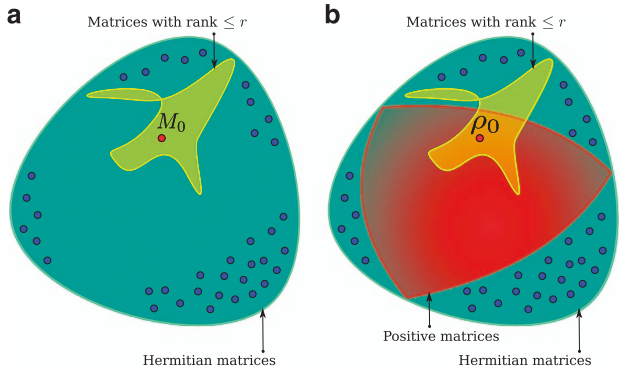 a
Matrices with rank ≤ r
M₀
Hermitian matrices
b
Matrices with rank ≤ r
ρ₀
Positive matrices
Hermitian matrices